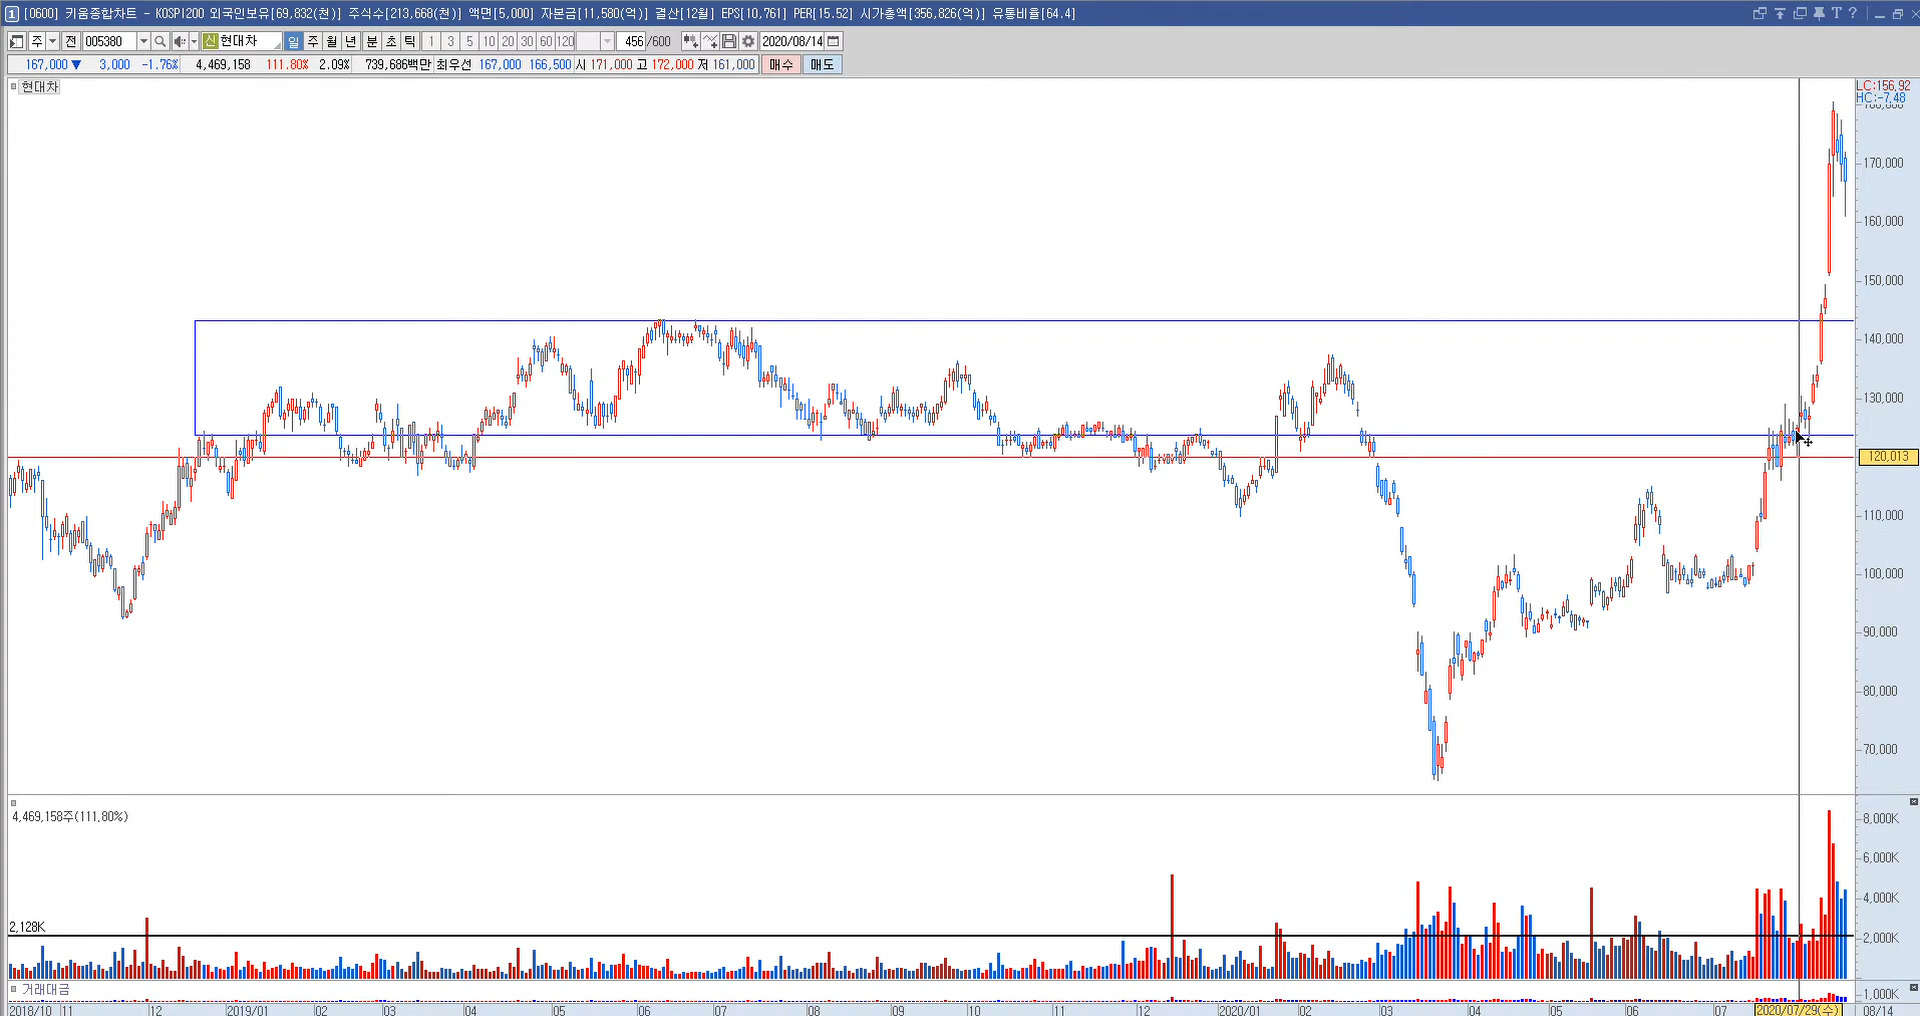 1 [0600] 키움종합차트 - KOSPI200 외국인보유[69,832(천)] 주식수[213,668(천)] 액면[5,000] 자본금[11,580(억)] 결산[12월] EPS[10,761] PER[15.52] 시가총액[356,826(억)] 유통비율[64.4] T ?
주 전 005380 신 현대차 일 주 월 년 분 초 틱 1 3 5 10 20 30 60 120 456 /600 2020/08/14
167,000 ▼ 3,000 -1.76% 4,469,158 111.80% 2.09% 739,686백만 최우선 167,000 166,500 시 171,000 고 172,000 저 161,000 매수 매도
현대차
LC:156.92
HC:-7.48
180,000
170,000
160,000
150,000
140,000
130,000
120,013
110,000
100,000
90,000
80,000
70,000
4,469,158주(111.80%)
8,000K
6,000K
4,000K
2,128K
2,000K
거래대금
1,000K
2018/10 11 12 2019/01 02 03 04 05 06 07 08 09 10 11 12 2020/01 02 03 04 05 06 07 2020/07/29(수) 08/14